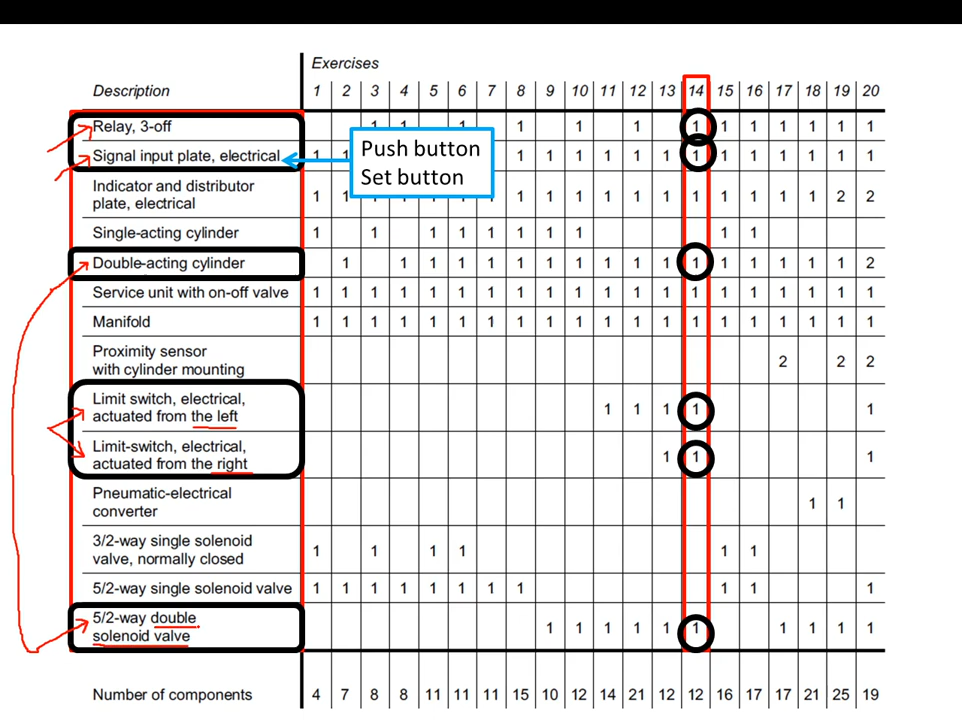 Exercises
Description 1 2 3 4 5 6 7 8 9 10 11 12 13 14 15 16 17 18 19 20
Relay, 3-off 1 1 1 1 1 1 1 1 1 1 1 1 1
Signal input plate, electrical 1 1 1 1 1 1 1 1 1 1 1 1 1 1 1
Push button
Set button
Indicator and distributor
plate, electrical 1 1 1 1 1 1 1 1 1 1 1 1 1 1 1 1 1 1 2 2
Single-acting cylinder 1 1 1 1 1 1 1 1 1 1
Double-acting cylinder 1 1 1 1 1 1 1 1 1 1 1 1 1 1 1 1 1 2
Service unit with on-off valve 1 1 1 1 1 1 1 1 1 1 1 1 1 1 1 1 1 1 1 1
Manifold 1 1 1 1 1 1 1 1 1 1 1 1 1 1 1 1 1 1 1 1
Proximity sensor
with cylinder mounting 2 2 2
Limit switch, electrical,
actuated from the left 1 1 1 1 1
Limit-switch, electrical,
actuated from the right 1 1 1
Pneumatic-electrical
converter 1 1
3/2-way single solenoid
valve, normally closed 1 1 1 1 1 1
5/2-way single solenoid valve 1 1 1 1 1 1 1 1 1 1 1
5/2-way double
solenoid valve 1 1 1 1 1 1 1 1 1 1
Number of components 4 7 8 8 11 11 11 15 10 12 14 21 12 12 16 17 17 21 25 19